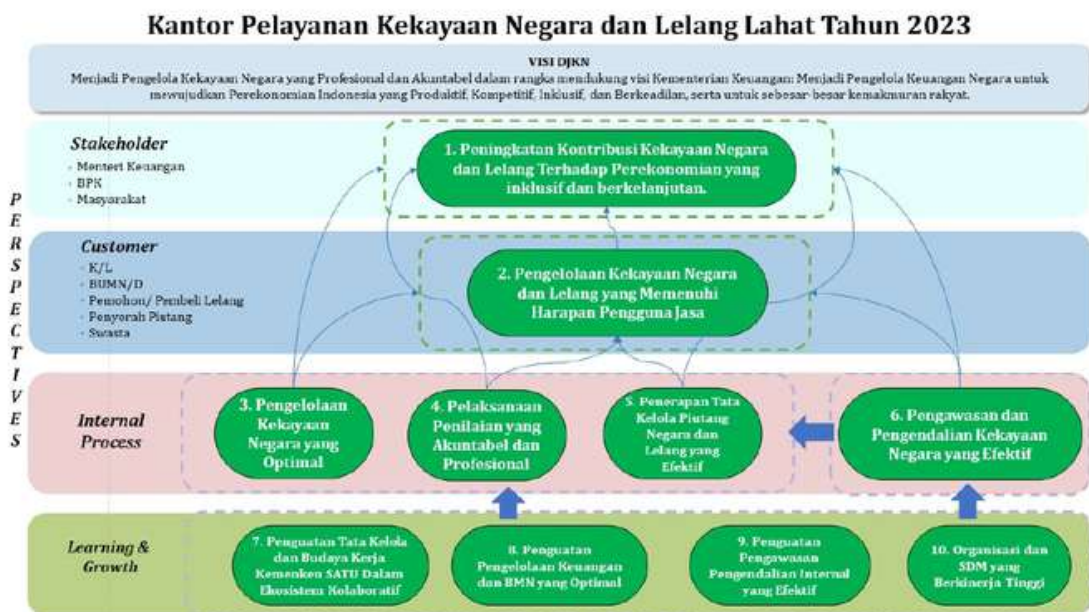 Kantor Pelayanan Kekayaan Negara dan Lelang Lahat Tahun 2023
VISI DJKN
Menjadi Pengelola Kekayaan Negara yang Profesional dan Akuntabel dalam rangka mendukung visi Kementerian Keuangan: Menjadi Pengelola Keuangan Negara untuk
mewujudkan Perekonomian Indonesia yang Produktif, Kompetitif, Inklusif, dan Berkeadilan, serta untuk sebesar-besar kemakmuran rakyat.
PERSPECTIVES
Stakeholder
- Menteri Keuangan
- BPK
- Masyarakat
1. Peningkatan Kontribusi Kekayaan Negara
dan Lelang Terhadap Perekonomian yang
inklusif dan berkelanjutan.
Customer
- K/L
- BUMN/D
- Pemohon/ Pembeli Lelang
- Penyerah Piutang
- Swasta
2. Pengelolaan Kekayaan Negara
dan Lelang yang Memenuhi
Harapan Pengguna Jasa
Internal
Process
3. Pengelolaan
Kekayaan
Negara yang
Optimal
4. Pelaksanaan
Penilaian yang
Akuntabel dan
Profesional
5. Penerapan Tata
Kelola Piutang
Negara dan
Lelang yang
Efektif
6. Pengawasan dan
Pengendalian Kekayaan
Negara yang Efektif
Learning &
Growth
7. Penguatan Tata Kelola
dan Budaya Kerja
Kemenkeu SATU Dalam
Ekosistem Kolaboratif
8. Penguatan
Pengelolaan Keuangan
dan BMN yang Optimal
9. Penguatan
Pengawasan
Pengendalian Internal
yang Efektif
10. Organisasi dan
SDM yang
Berkinerja Tinggi